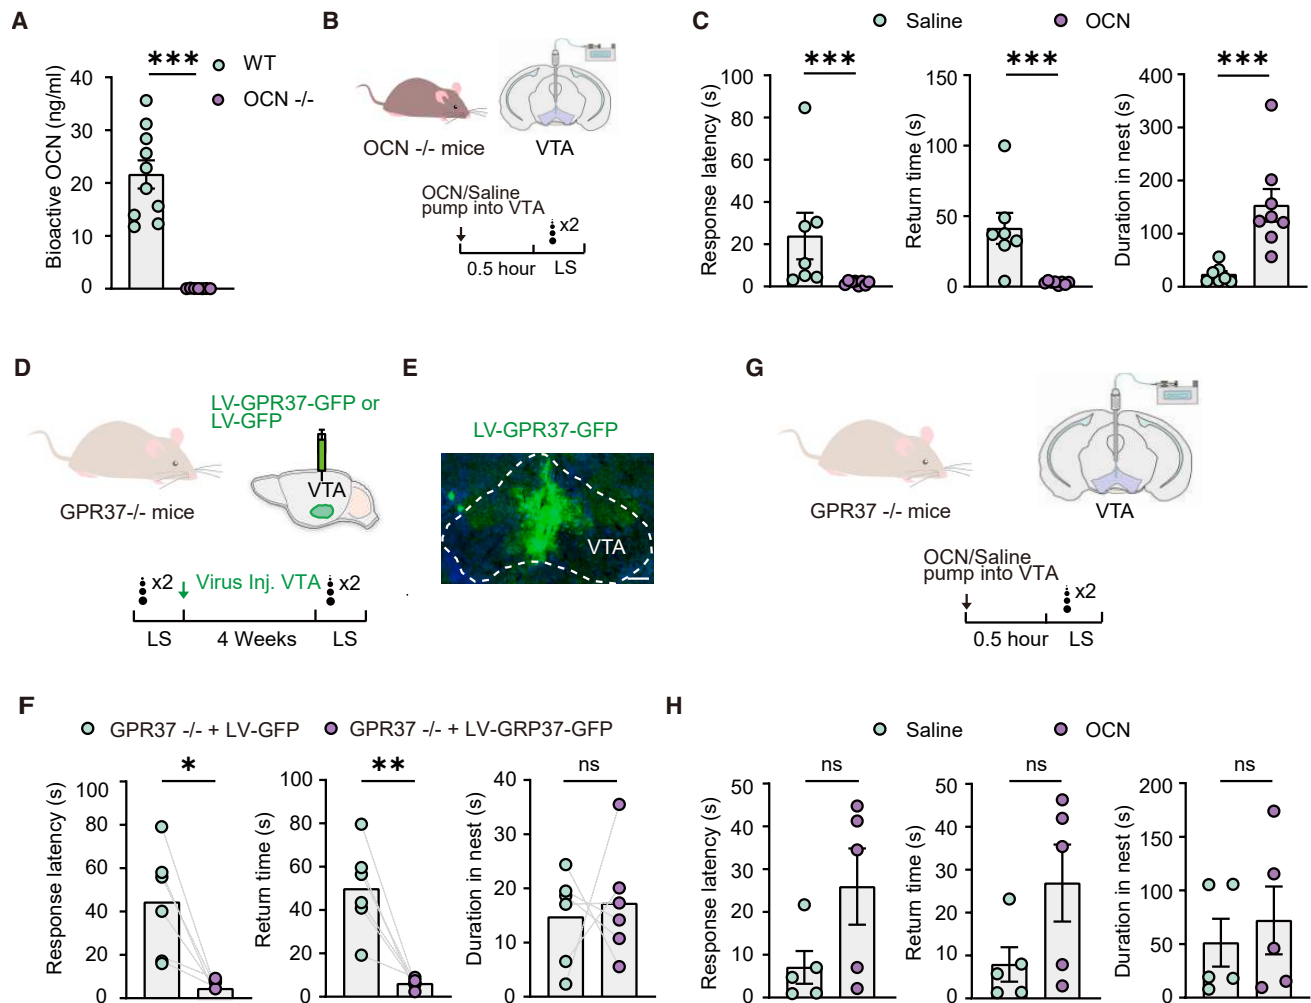 A
Bioactive OCN (ng/ml)
40
30
20
10
0
***
WT
OCN -/-
B
OCN -/- mice
VTA
OCN/Saline
pump into VTA
x2
0.5 hour
LS
C
Saline
OCN
Response latency (s)
100
80
60
40
20
0
***
Return time (s)
150
100
50
0
***
Duration in nest (s)
400
300
200
100
0
***
D
LV-GPR37-GFP or
LV-GFP
VTA
GPR37-/- mice
x2
Virus Inj. VTA
x2
LS
4 Weeks
LS
E
LV-GPR37-GFP
VTA
G
GPR37 -/- mice
VTA
OCN/Saline
pump into VTA
x2
0.5 hour
LS
F
GPR37 -/- + LV-GFP
GPR37 -/- + LV-GRP37-GFP
Response latency (s)
100
80
60
40
20
0
*
Return time (s)
100
80
60
40
20
0
**
Duration in nest (s)
40
30
20
10
0
ns
H
Saline
OCN
Response latency (s)
50
40
30
20
10
0
ns
Return time (s)
50
40
30
20
10
0
ns
Duration in nest (s)
200
150
100
50
0
ns